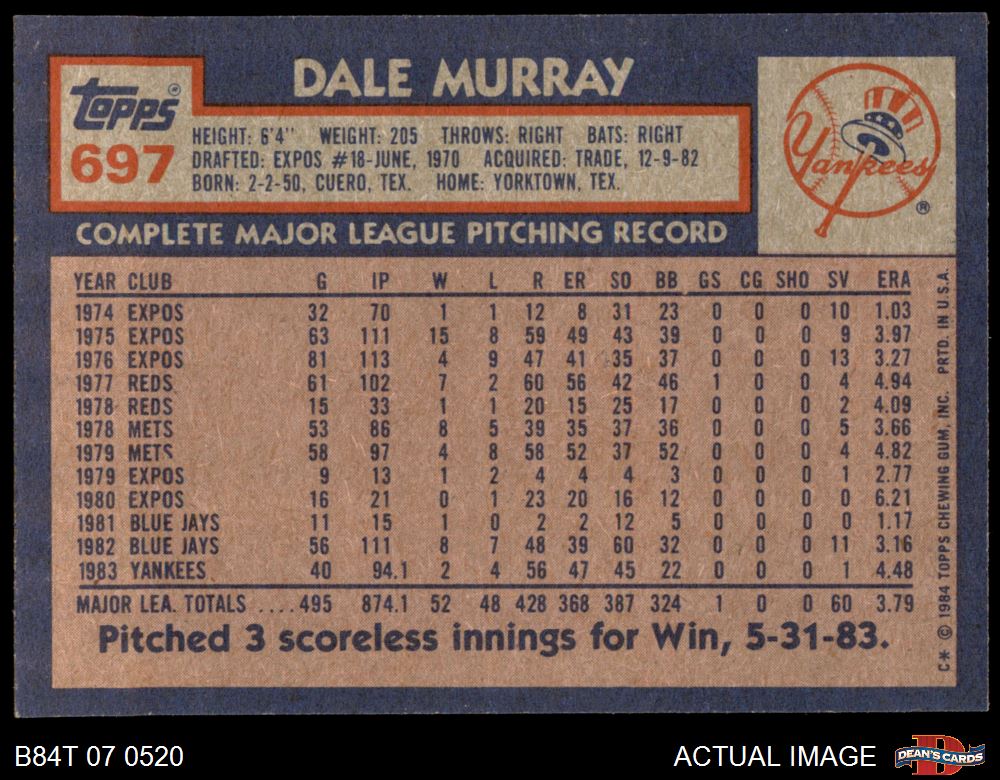 DALE MURRAY
Topps®
697
HEIGHT: 6'4" WEIGHT: 205 THROWS: RIGHT BATS: RIGHT
DRAFTED: EXPOS #18-JUNE, 1970 ACQUIRED: TRADE, 12-9-82
BORN: 2-2-50, CUERO, TEX. HOME: YORKTOWN, TEX.
Yankees
®
COMPLETE MAJOR LEAGUE PITCHING RECORD
YEAR CLUB G IP W L R ER SO BB GS CG SHO SV ERA
1974 EXPOS 32 70 1 1 12 8 31 23 0 0 0 10 1.03
1975 EXPOS 63 111 15 8 59 49 43 39 0 0 0 9 3.97
1976 EXPOS 81 113 4 9 47 41 35 37 0 0 0 13 3.27
1977 REDS 61 102 7 2 60 56 42 46 1 0 0 4 4.94
1978 REDS 15 33 1 1 20 15 25 17 0 0 0 2 4.09
1978 METS 53 86 8 5 39 35 37 36 0 0 0 5 3.66
1979 METS 58 97 4 8 58 52 37 52 0 0 0 4 4.82
1979 EXPOS 9 13 1 2 4 4 4 3 0 0 0 1 2.77
1980 EXPOS 16 21 0 1 23 20 16 12 0 0 0 0 6.21
1981 BLUE JAYS 11 15 1 0 2 2 12 5 0 0 0 0 1.17
1982 BLUE JAYS 56 111 8 7 48 39 60 32 0 0 0 11 3.16
1983 YANKEES 40 94.1 2 4 56 47 45 22 0 0 0 1 4.48
MAJOR LEA. TOTALS ....495 874.1 52 48 428 368 387 324 1 0 0 60 3.79
Pitched 3 scoreless innings for Win, 5-31-83.
C* © 1984 TOPPS CHEWING GUM, INC. PRTD. IN U.S.A.
B84T 07 0520
ACTUAL IMAGE
D
DEAN'S CARDS